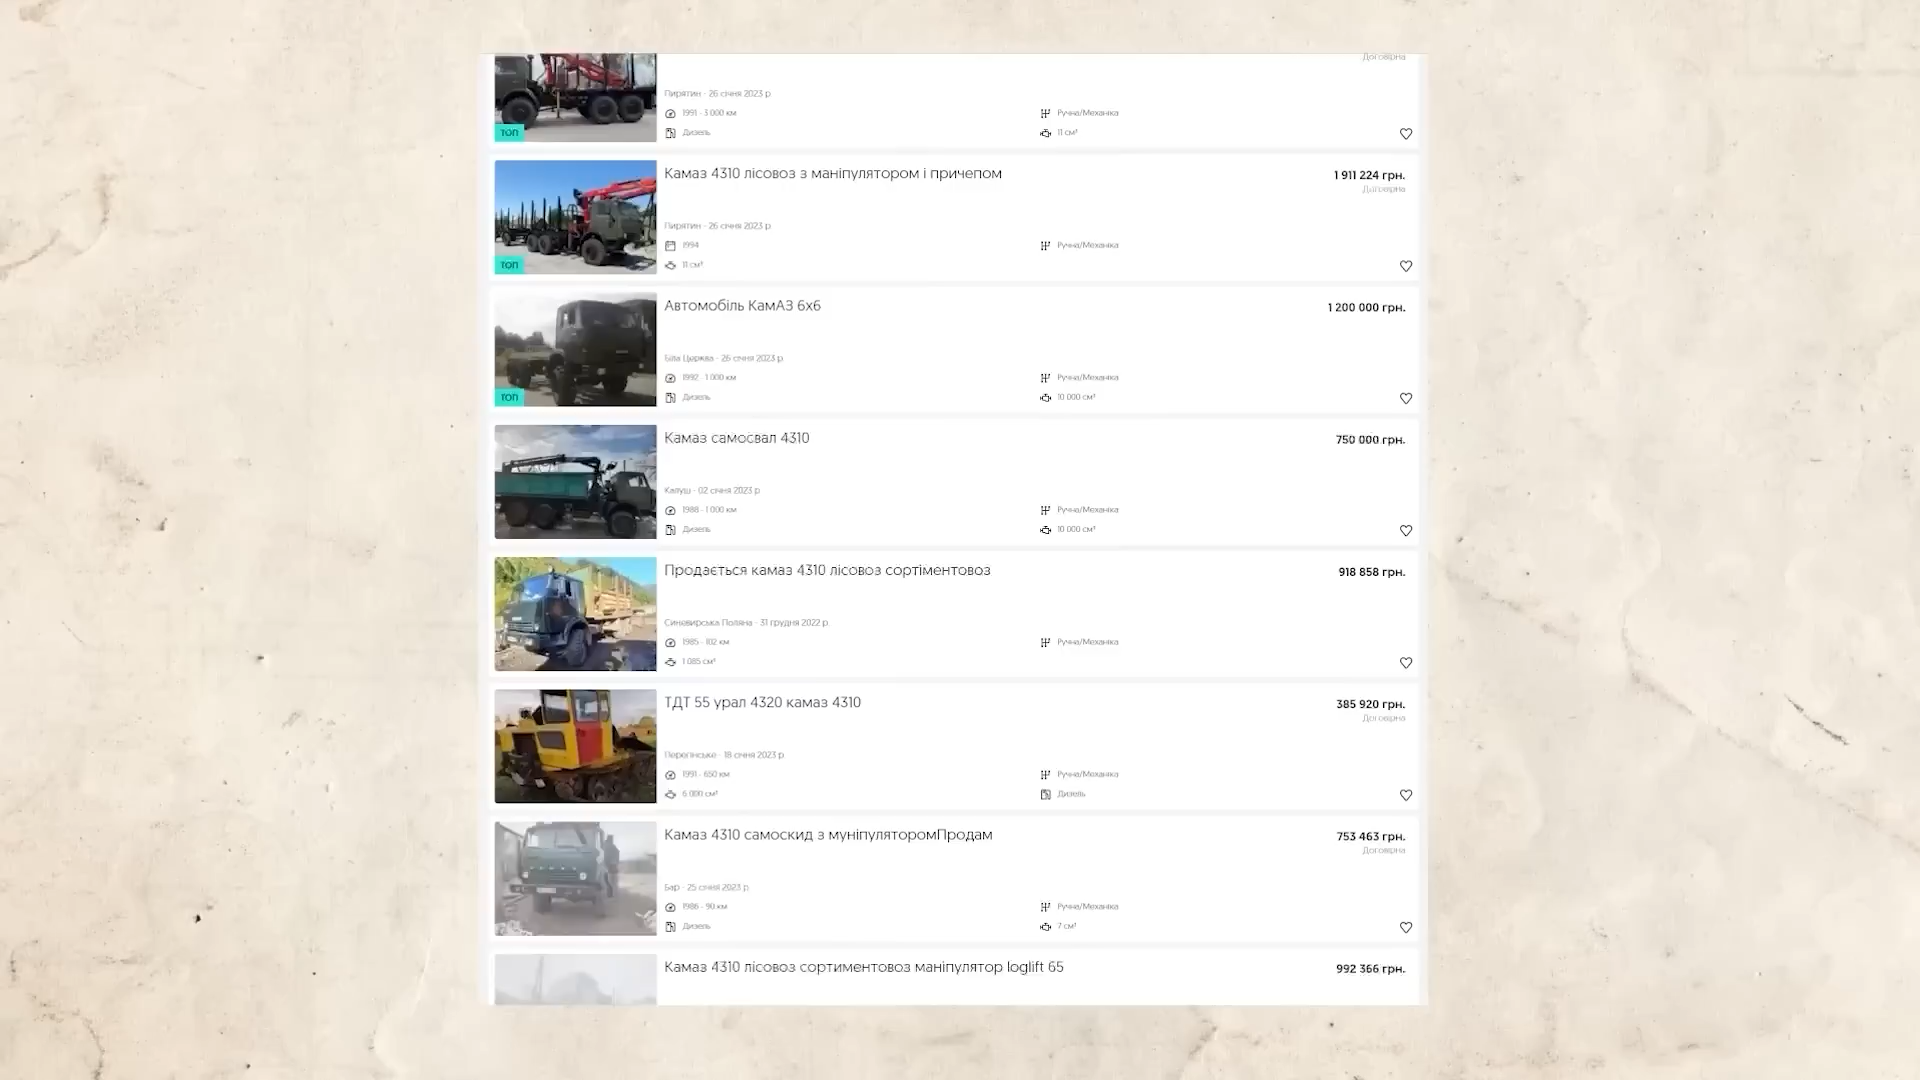 Договірна
Пирятин - 26 січня 2023 р
1991 - 3 000 км
Ручна/Механіка
ТОП
Дизель
11 см³
Камаз 4310 лісовоз з маніпулятором і причепом
1 911 224 грн.
Договірна
Пирятин - 26 січня 2023 р
1994
Ручна/Механіка
ТОП
11 см³
Автомобіль КамАЗ 6х6
1 200 000 грн.
Біла Церква - 26 січня 2023 р
1992 - 1 000 км
Ручна/Механіка
ТОП
Дизель
10 000 см³
Камаз самосвал 4310
750 000 грн.
Калуш - 02 січня 2023 р
1988 - 1 000 км
Ручна/Механіка
Дизель
10 000 см³
Продається камаз 4310 лісовоз сортіментовоз
918 858 грн.
Синевирська Поляна - 31 грудня 2022 р
1985 - 102 км
Ручна/Механіка
1 085 см³
ТДТ 55 урал 4320 камаз 4310
385 920 грн.
Договірна
Перегінське - 18 січня 2023 р
1991 - 650 км
Ручна/Механіка
6 000 см³
Дизель
Камаз 4310 самоскид з муніпуляторомПродам
753 463 грн.
Договірна
Бар - 25 січня 2023 р
1986 - 90 км
Ручна/Механіка
Дизель
7 см³
Камаз 4310 лісовоз сортиментовоз маніпулятор loglift 65
992 366 грн.